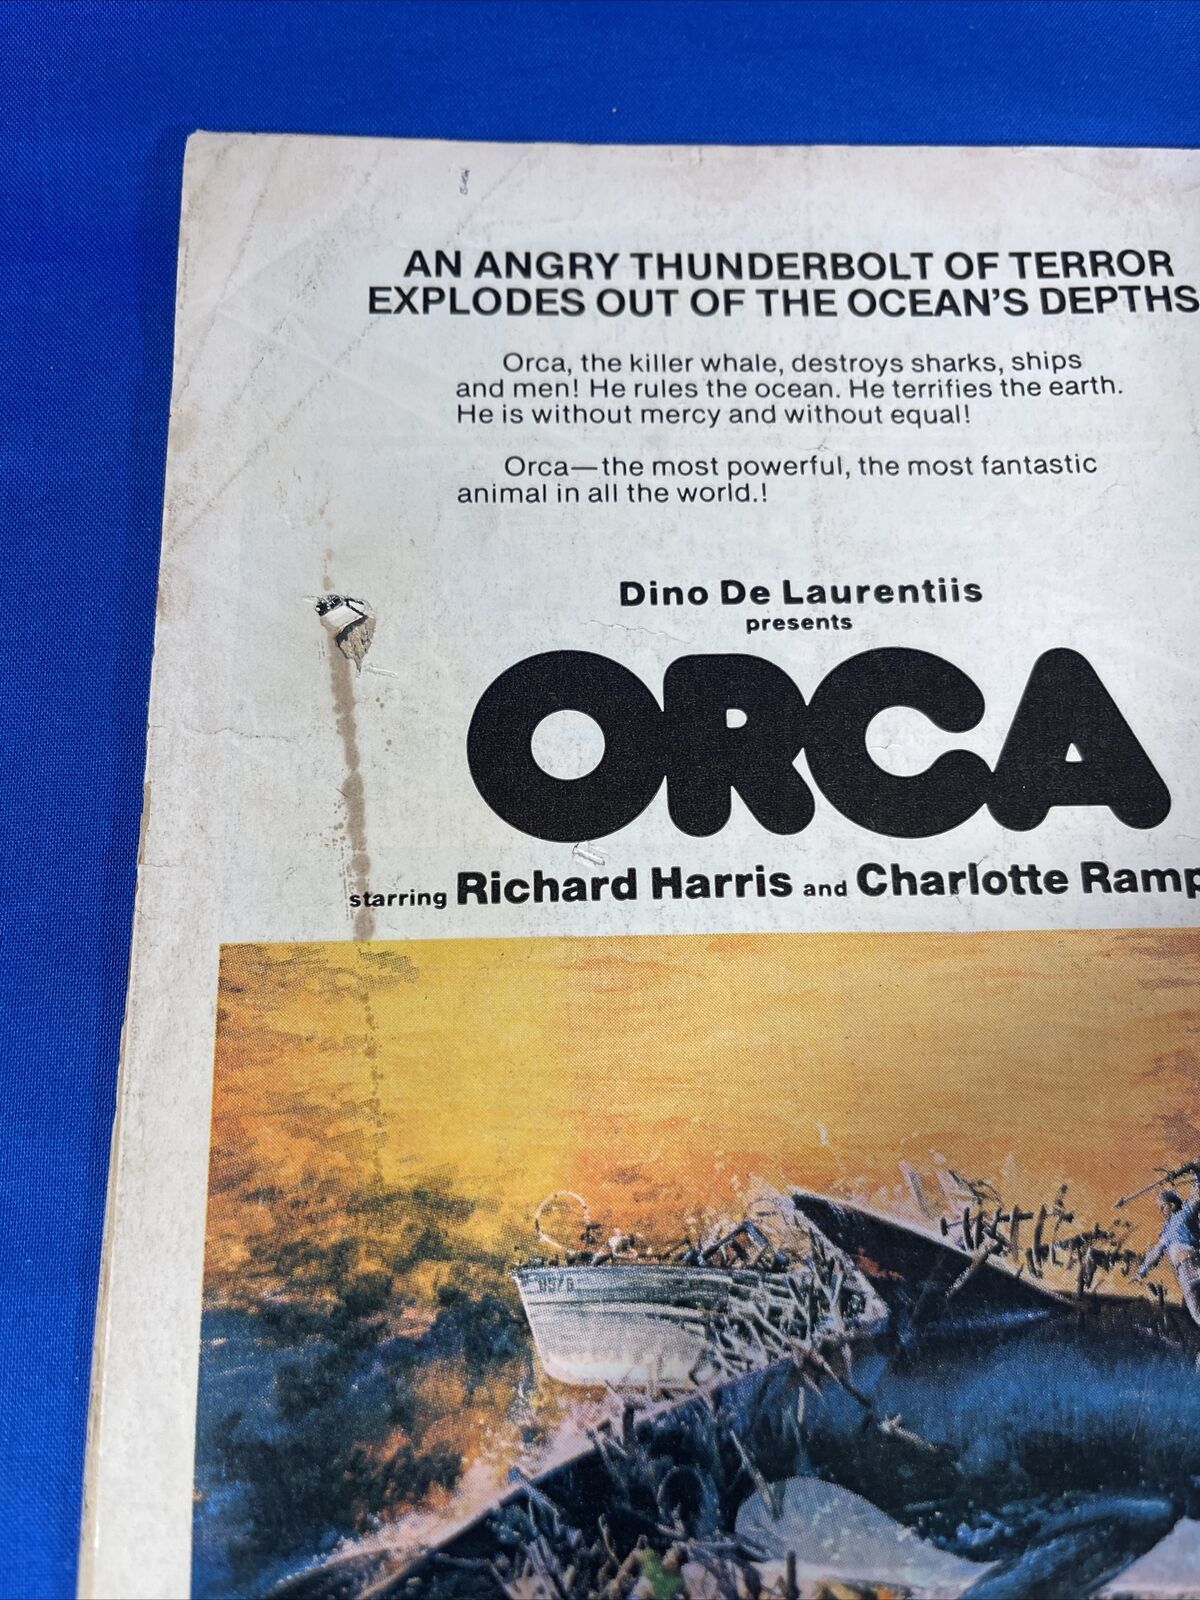 AN ANGRY THUNDERBOLT OF TERROR
EXPLODES OUT OF THE OCEAN'S DEPTHS
Orca, the killer whale, destroys sharks, ships
and men! He rules the ocean. He terrifies the earth.
He is without mercy and without equal!
Orca—the most powerful, the most fantastic
animal in all the world.!
Dino De Laurentiis
presents
ORCA
starring Richard Harris and Charlotte Ramp